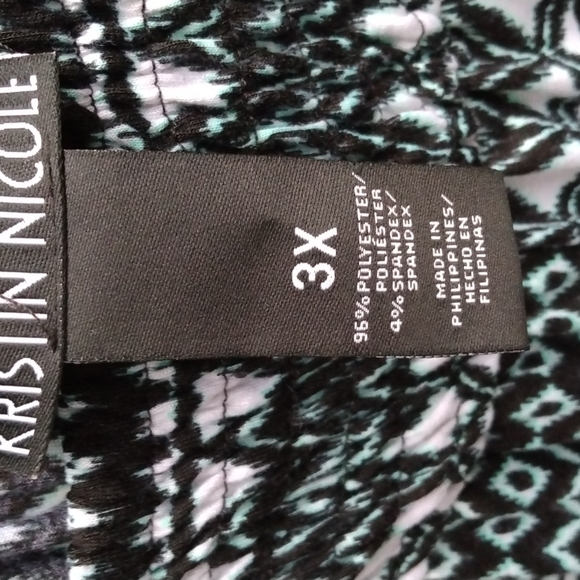 KRISTIN NICOLE
3X
96% POLYESTER/
POLIÉSTER
4% SPANDEX/
SPANDEX
MADE IN
PHILIPPINES/
HECHO EN
FILIPINAS